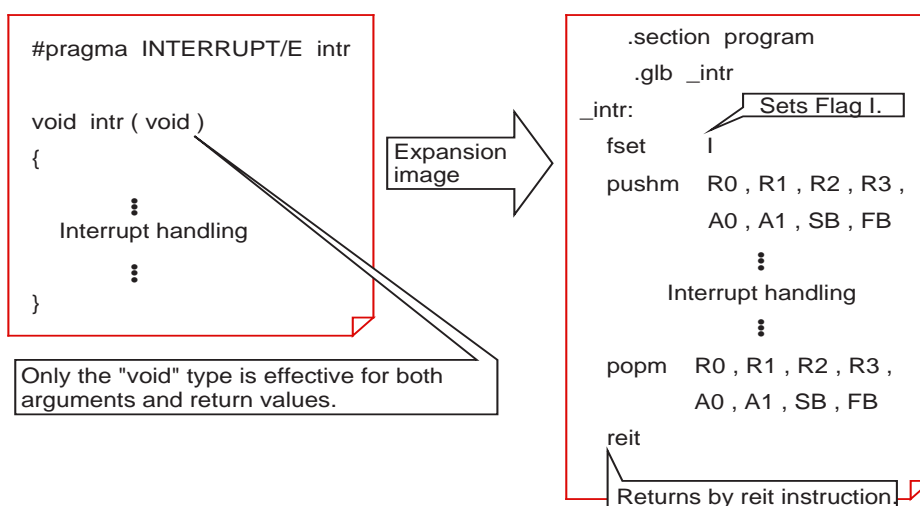 #pragma INTERRUPT/E intr
void intr ( void )
{
Interrupt handling
}
Only the "void" type is effective for both
arguments and return values.
Expansion
image
.section program
.glb _intr
_intr:
Sets Flag I.
fset I
pushm R0 , R1 , R2 , R3 ,
A0 , A1 , SB , FB
Interrupt handling
popm R0 , R1 , R2 , R3 ,
A0 , A1 , SB , FB
reit
Returns by reit instruction.